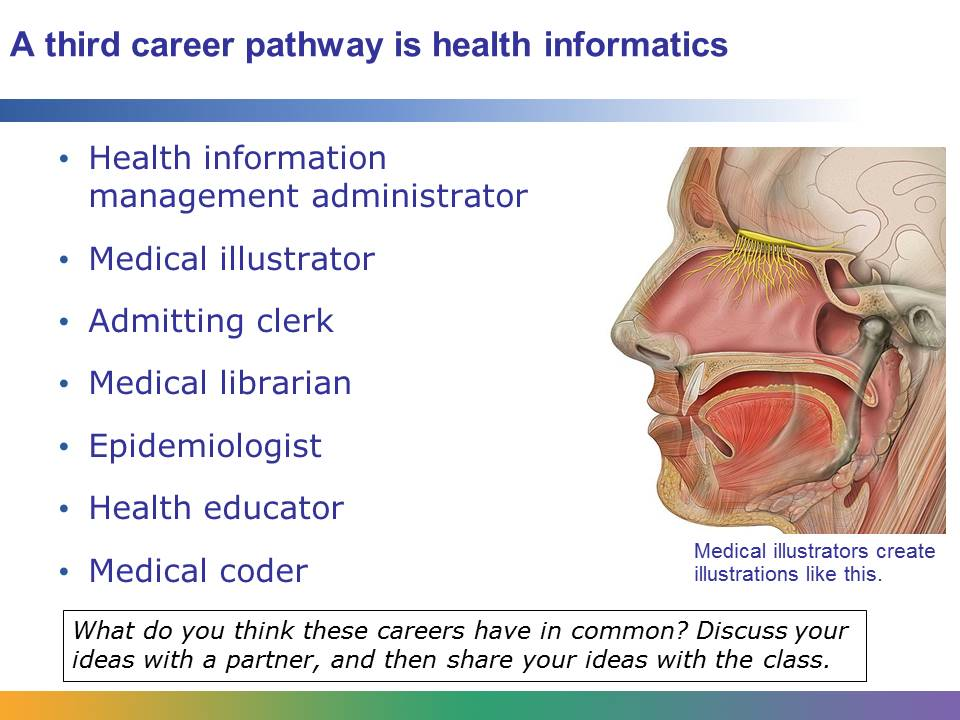 A third career pathway is health informatics
• Health information
management administrator
• Medical illustrator
• Admitting clerk
• Medical librarian
• Epidemiologist
• Health educator
• Medical coder
Medical illustrators create
illustrations like this.
What do you think these careers have in common? Discuss your
ideas with a partner, and then share your ideas with the class.